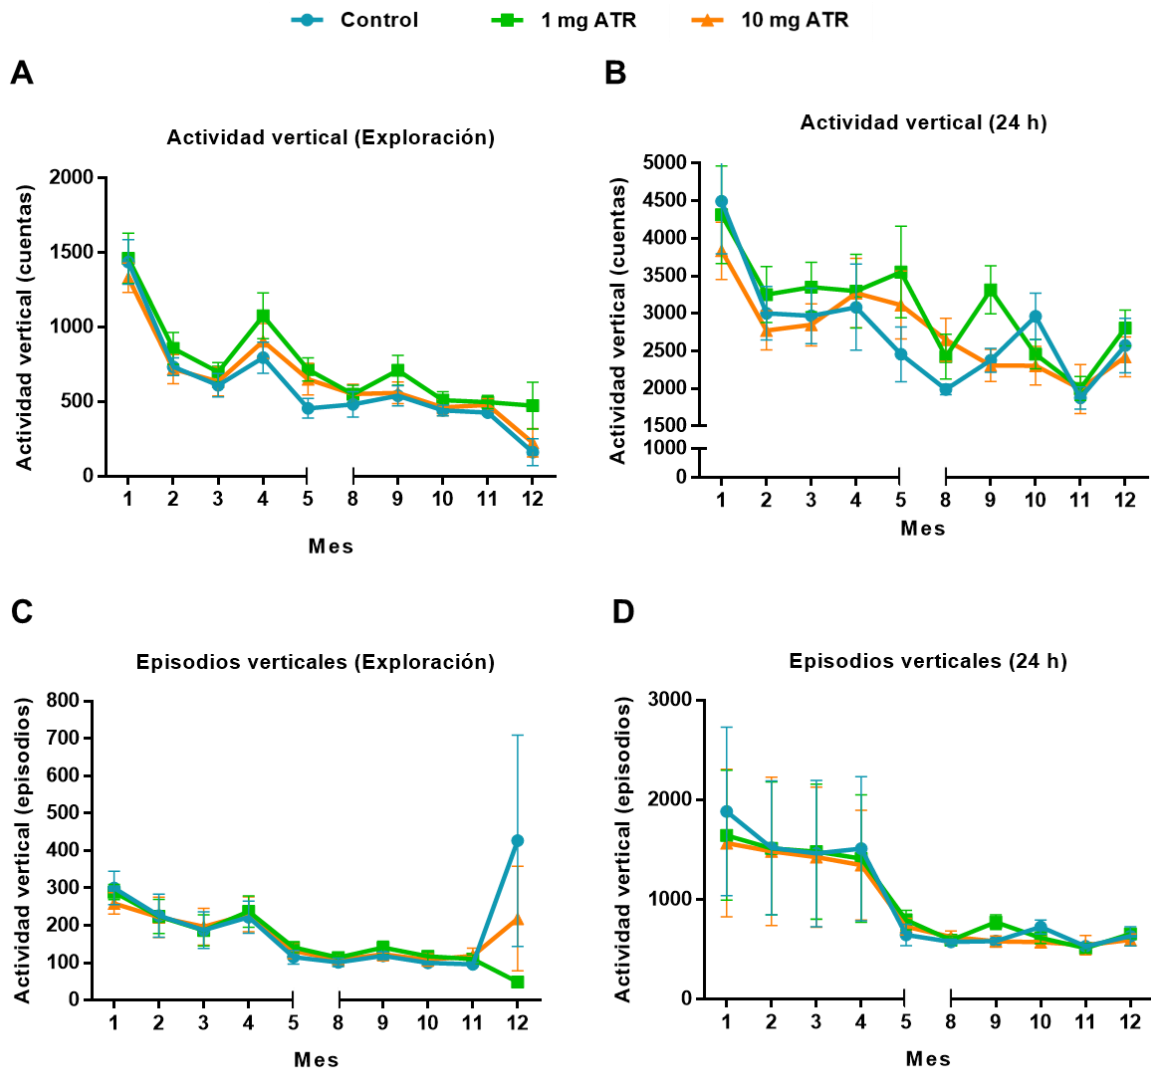 Control 1 mg ATR 10 mg ATR
A
Actividad vertical (Exploración)
Actividad vertical (cuentas)
2000
1500
1000
500
0
1 2 3 4 5 8 9 10 11 12
Mes
B
Actividad vertical (24 h)
Actividad vertical (cuentas)
5000
4500
4000
3500
3000
2500
2000
1500
1000
0
1 2 3 4 5 8 9 10 11 12
Mes
C
Episodios verticales (Exploración)
Actividad vertical (episodios)
800
700
600
500
400
300
200
100
0
1 2 3 4 5 8 9 10 11 12
Mes
D
Episodios verticales (24 h)
Actividad vertical (episodios)
3000
2000
1000
0
1 2 3 4 5 8 9 10 11 12
Mes